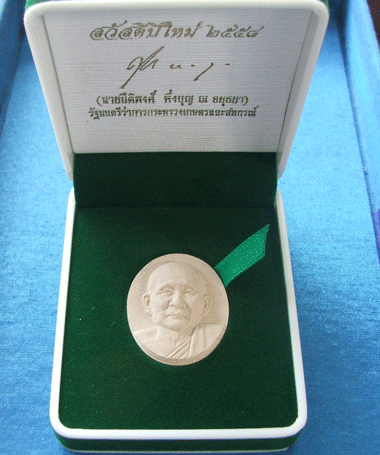 สวัสดีปีใหม่ ๒๕๕๘
(นายปีติพงศ์ พึ่งบุญ ณ อยุธยา)
รัฐมนตรีว่าการกระทรวงเกษตรและสหกรณ์